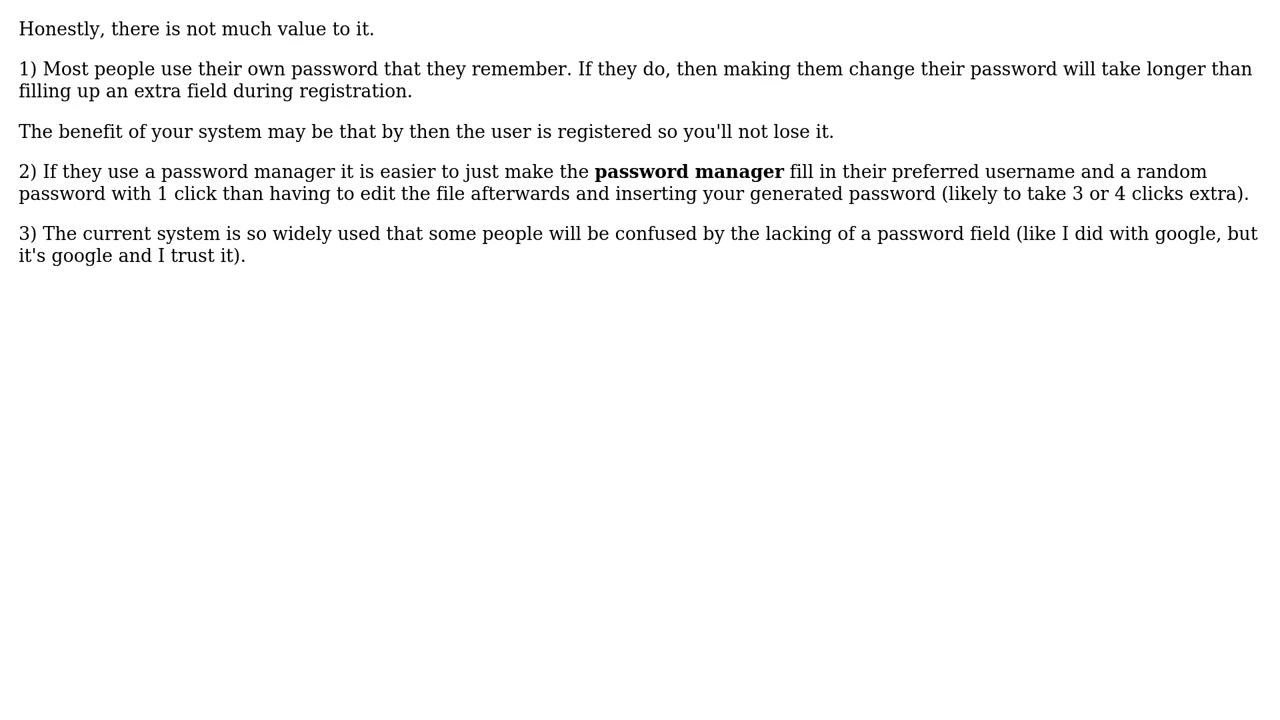 Honestly, there is not much value to it.
1) Most people use their own password that they remember. If they do, then making them change their password will take longer than
filling up an extra field during registration.
The benefit of your system may be that by then the user is registered so you'll not lose it.
2) If they use a password manager it is easier to just make the password manager fill in their preferred username and a random
password with 1 click than having to edit the file afterwards and inserting your generated password (likely to take 3 or 4 clicks extra).
3) The current system is so widely used that some people will be confused by the lacking of a password field (like I did with google, but
it's google and I trust it).